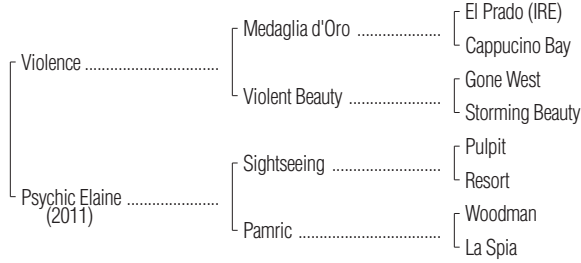 El Prado (IRE)
Medaglia d'Oro
Cappucino Bay
Violence
Gone West
Violent Beauty
Storming Beauty
Pulpit
Sightseeing
Resort
Psychic Elaine
(2011)
Woodman
Pamric
La Spia